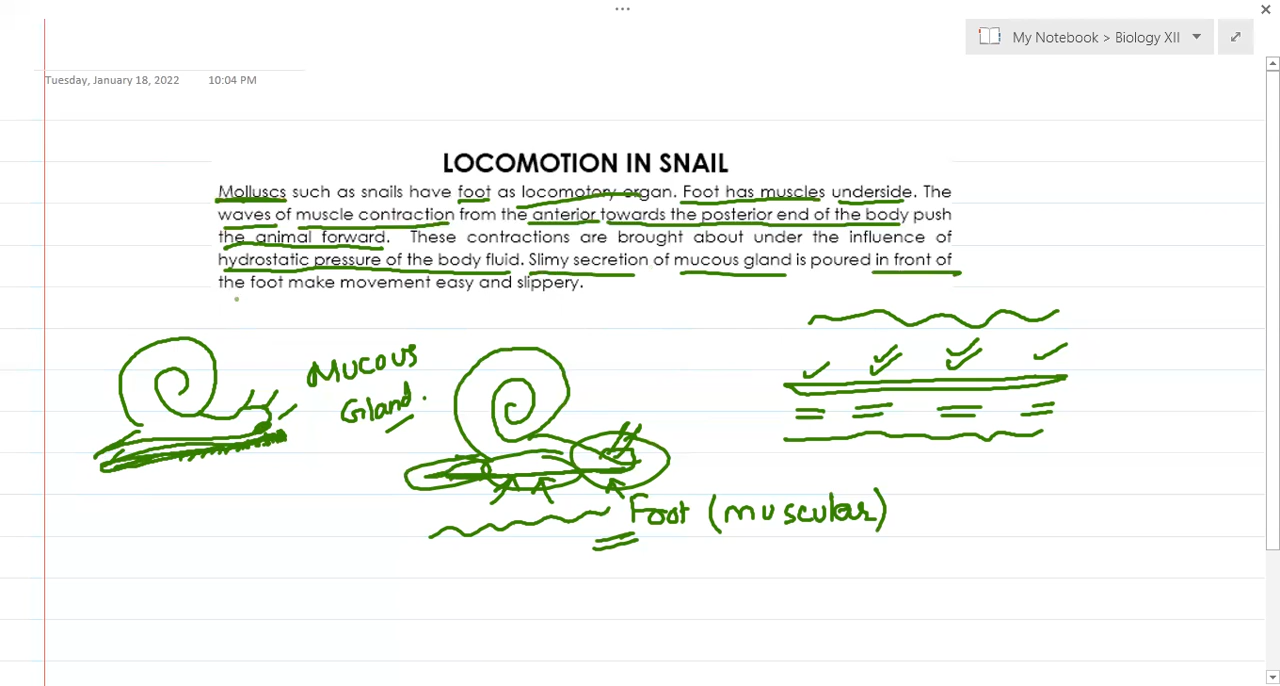 My Notebook > Biology XII
Tuesday, January 18, 2022 10:04 PM
LOCOMOTION IN SNAIL
Molluscs such as snails have foot as locomotory organ. Foot has muscles underside. The
waves of muscle contraction from the anterior towards the posterior end of the body push
the animal forward. These contractions are brought about under the influence of
hydrostatic pressure of the body fluid. Slimy secretion of mucous gland is poured in front of
the foot make movement easy and slippery.
Mucous
Gland.
Foot (muscular)